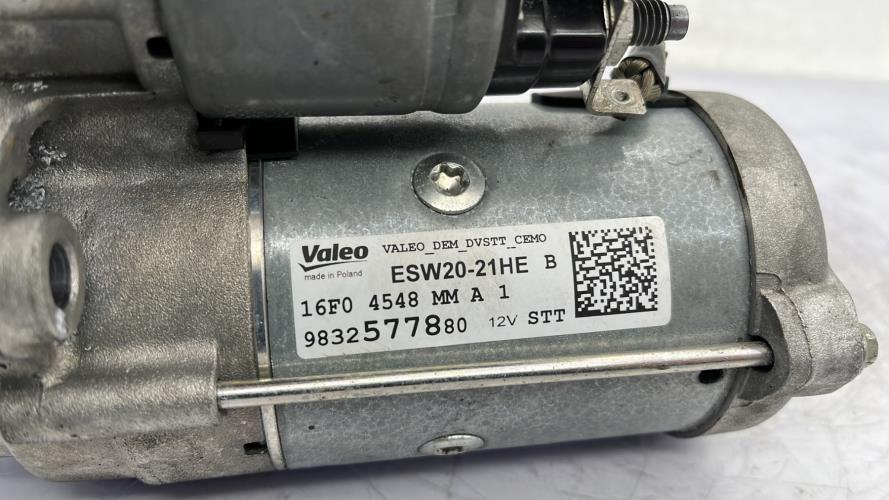 Valeo VALEO_DEM_DVSTT_CEMO
made in Poland ESW20-21HE B
16F0 4548 MM A 1
9832577880 12V STT